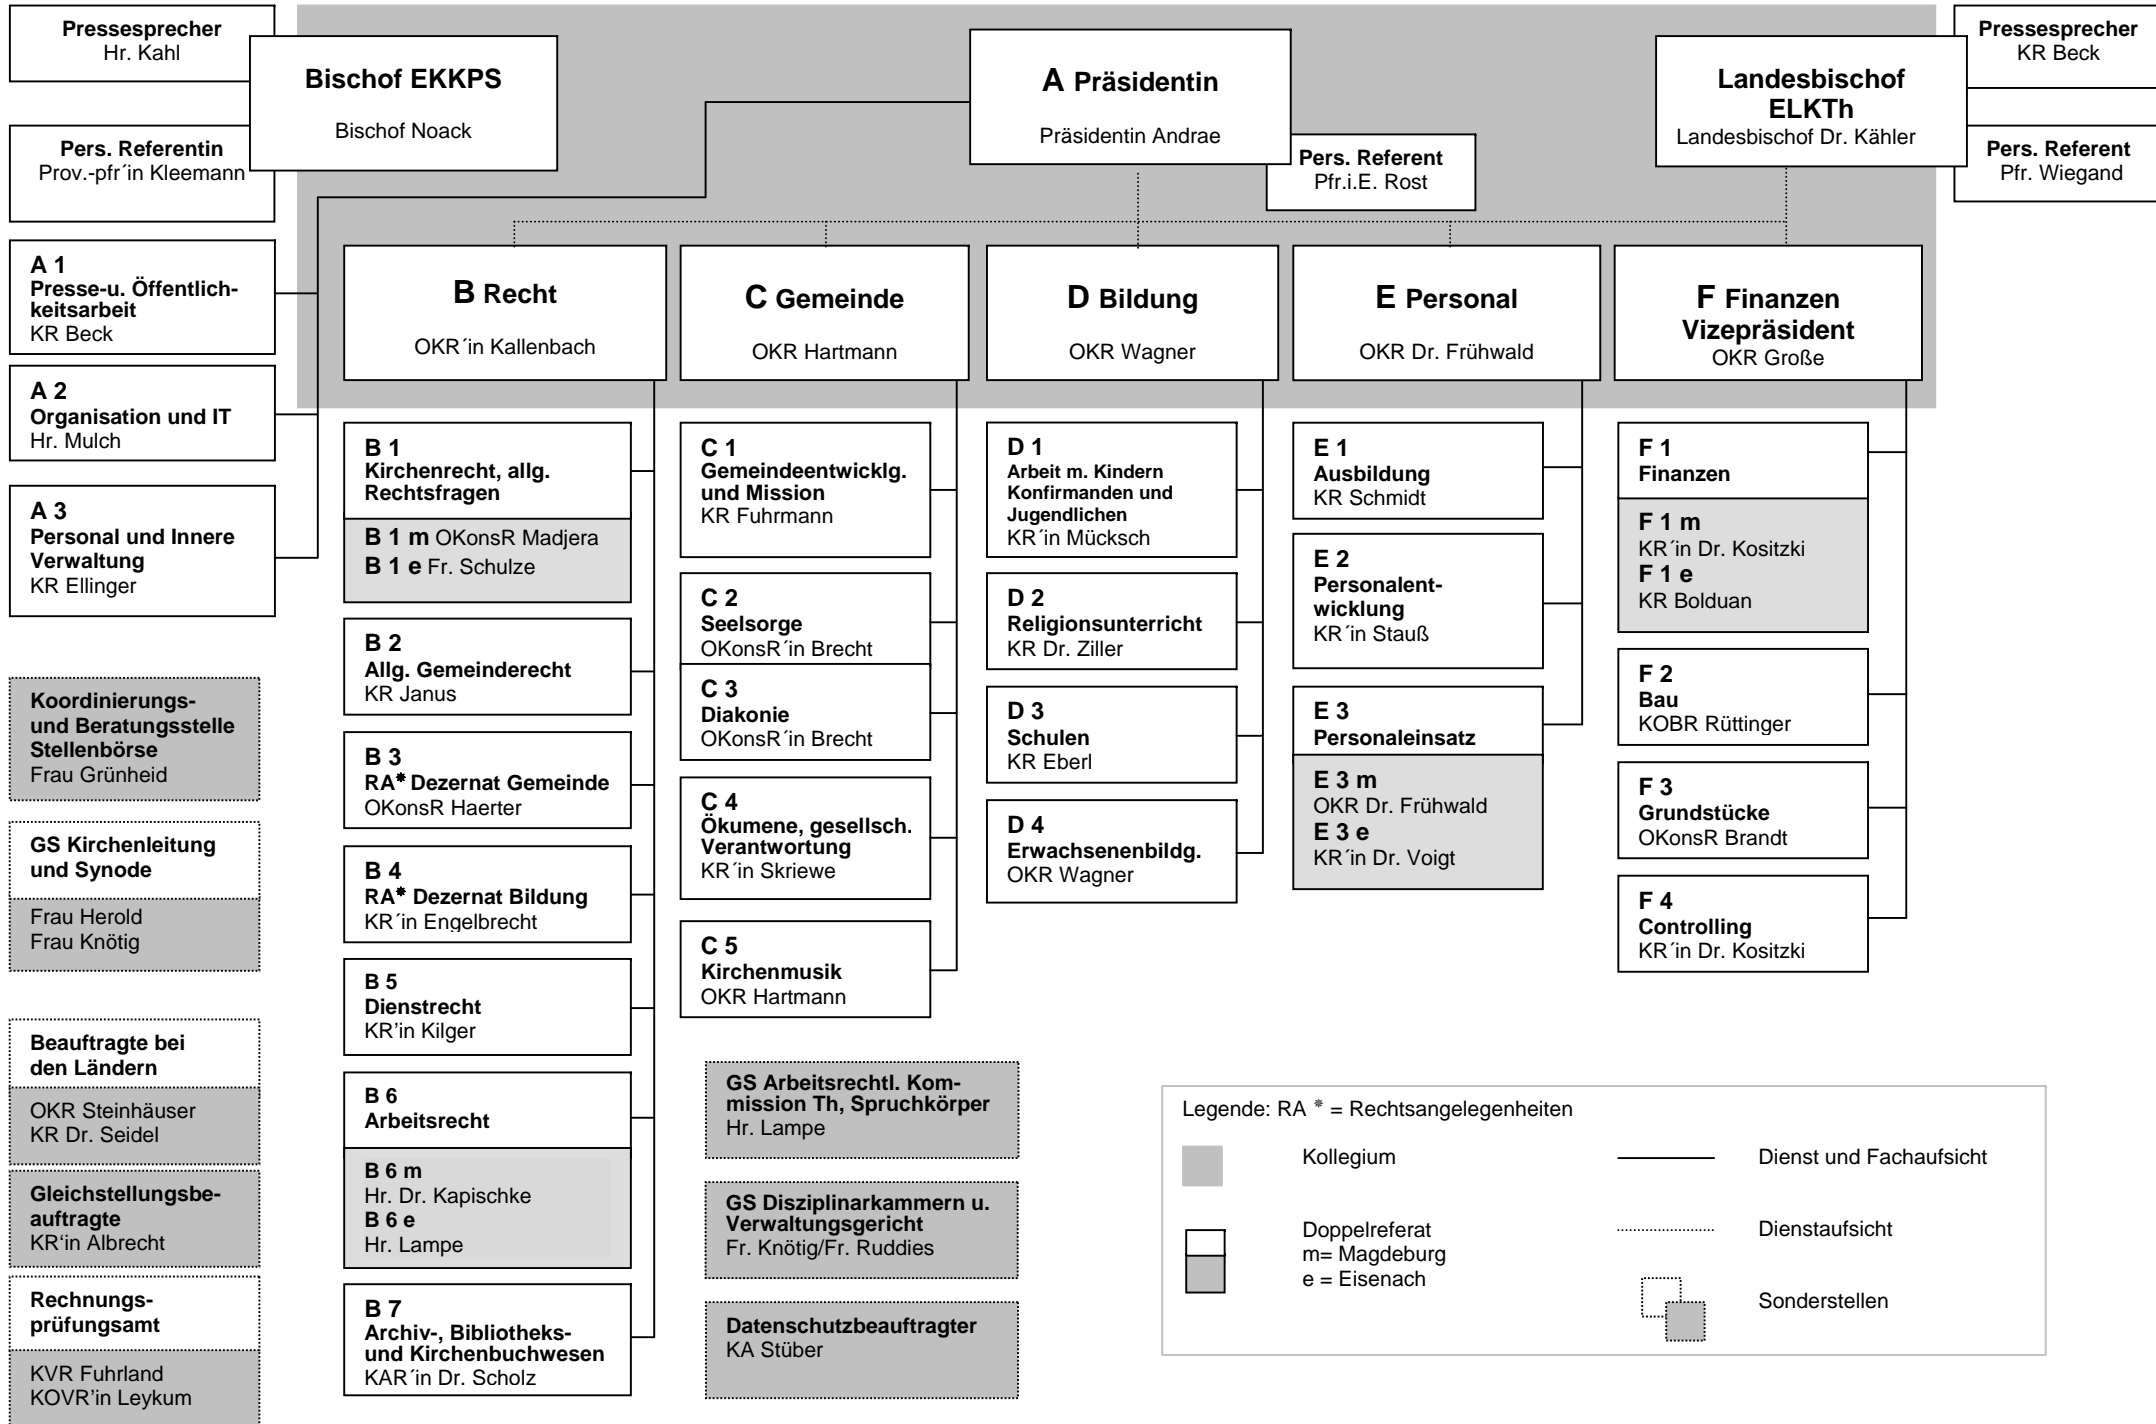 Pressesprecher
Hr. Kahl
Bischof EKKPS
Bischof Noack
Pers. Referentin
Prov.-pfr´in Kleemann
A Präsidentin
Präsidentin Andrae
Pers. Referent
Pfr.i.E. Rost
Landesbischof
ELKTh
Landesbischof Dr. Kähler
Pressesprecher
KR Beck
Pers. Referent
Pfr. Wiegand
A 1
Presse-u. Öffentlich-
keitsarbeit
KR Beck
A 2
Organisation und IT
Hr. Mulch
A 3
Personal und Innere
Verwaltung
KR Ellinger
Koordinierungs-
und Beratungsstelle
Stellenbörse
Frau Grünheid
GS Kirchenleitung
und Synode
Frau Herold
Frau Knötig
Beauftragte bei
den Ländern
OKR Steinhäuser
KR Dr. Seidel
Gleichstellungsbe-
auftragte
KR‘in Albrecht
Rechnungs-
prüfungsamt
KVR Fuhrland
KOVR’in Leykum
B Recht
OKR´in Kallenbach
B 1
Kirchenrecht, allg.
Rechtsfragen
B 1 m OKonsR Madjera
B 1 e Fr. Schulze
B 2
Allg. Gemeinderecht
KR Janus
B 3
RA* Dezernat Gemeinde
OKonsR Haerter
B 4
RA* Dezernat Bildung
KR´in Engelbrecht
B 5
Dienstrecht
KR’in Kilger
B 6
Arbeitsrecht
B 6 m
Hr. Dr. Kapischke
B 6 e
Hr. Lampe
B 7
Archiv-, Bibliotheks-
und Kirchenbuchwesen
KAR´in Dr. Scholz
C Gemeinde
OKR Hartmann
C 1
Gemeindeentwicklg.
und Mission
KR Fuhrmann
C 2
Seelsorge
OKonsR´in Brecht
C 3
Diakonie
OKonsR´in Brecht
C 4
Ökumene, gesellsch.
Verantwortung
KR´in Skriewe
C 5
Kirchenmusik
OKR Hartmann
GS Arbeitsrechtl. Kom-
mission Th, Spruchkörper
Hr. Lampe
GS Disziplinarkammern u.
Verwaltungsgericht
Fr. Knötig/Fr. Ruddies
Datenschutzbeauftragter
KA Stüber
D Bildung
OKR Wagner
D 1
Arbeit m. Kindern
Konfirmanden und
Jugendlichen
KR´in Mücksch
D 2
Religionsunterricht
KR Dr. Ziller
D 3
Schulen
KR Eberl
D 4
Erwachsenenbildg.
OKR Wagner
E Personal
OKR Dr. Frühwald
E 1
Ausbildung
KR Schmidt
E 2
Personalent-
wicklung
KR´in Stauß
E 3
Personaleinsatz
E 3 m
OKR Dr. Frühwald
E 3 e
KR´in Dr. Voigt
F Finanzen
Vizepräsident
OKR Große
F 1
Finanzen
F 1 m
KR´in Dr. Kositzki
F 1 e
KR Bolduan
F 2
Bau
KOBR Rüttinger
F 3
Grundstücke
OKonsR Brandt
F 4
Controlling
KR´in Dr. Kositzki
Legende: RA * = Rechtsangelegenheiten
Kollegium
Dienst und Fachaufsicht
Doppelreferat
m= Magdeburg
e = Eisenach
Dienstaufsicht
Sonderstellen